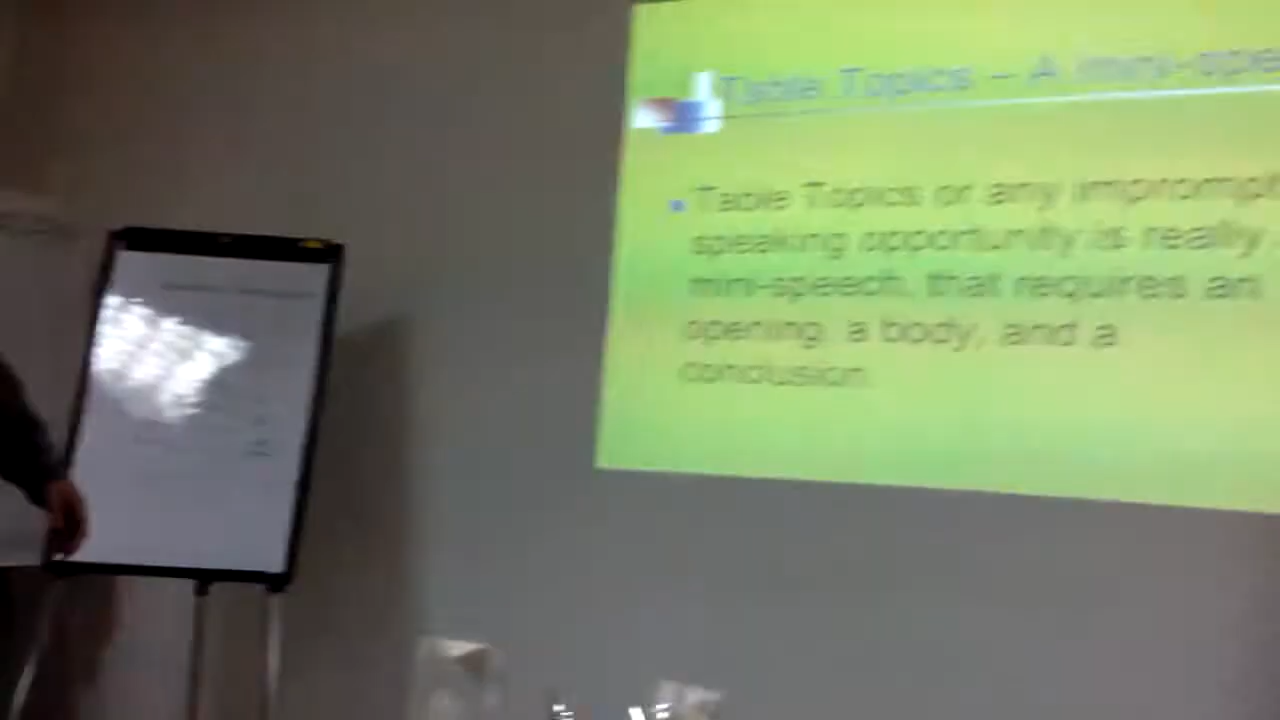 Table Topics – A mini-spe
Table Topics or any imprompt
speaking opportunity is really
mini-speech, that requires an
opening, a body, and a
conclusion.